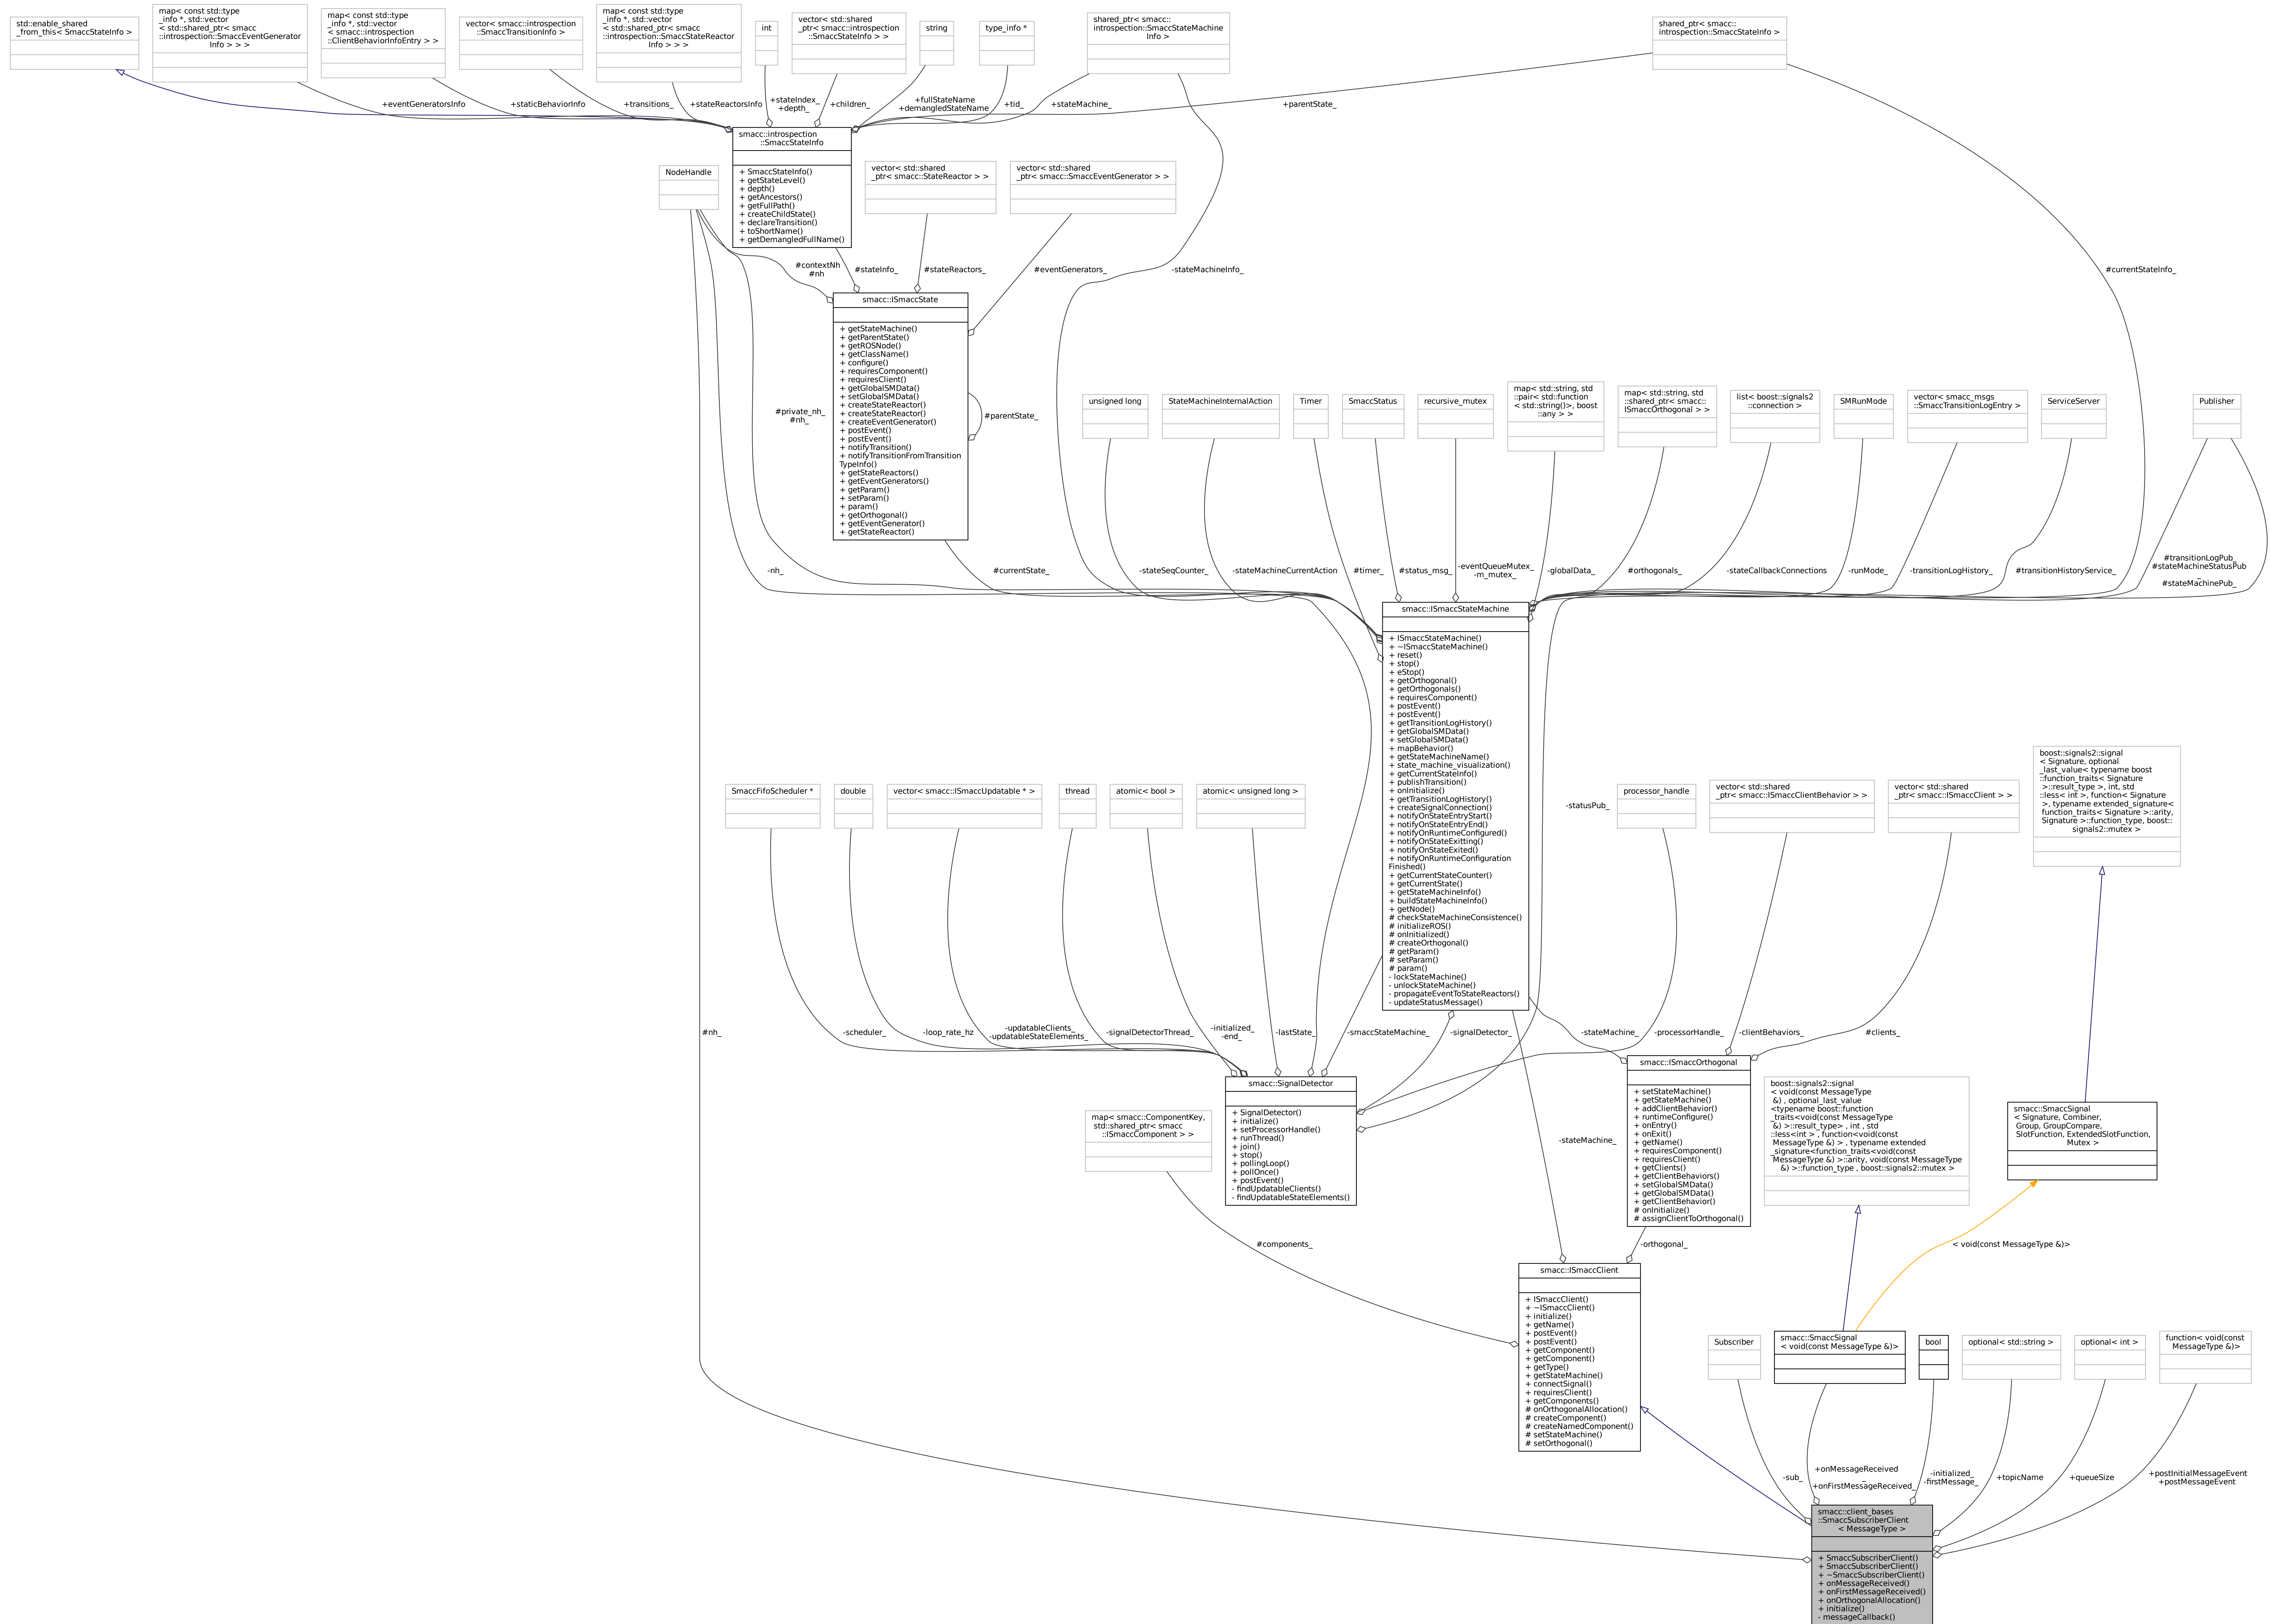 std::enable_shared
_from_this< SmaccStateInfo >
map< const std::type
_info *, std::vector
< std::shared_ptr< smacc
::introspection::SmaccEventGenerator
Info > > >
map< const std::type
_info *, std::vector
< smacc::introspection
::ClientBehaviorInfoEntry > >
vector< smacc::introspection
::SmaccTransitionInfo >
map< const std::type
_info *, std::vector
< std::shared_ptr< smacc
::introspection::SmaccStateReactor
Info > > >
int
vector< std::shared
_ptr< smacc::introspection
::SmaccStateInfo > >
string
type_info *
shared_ptr< smacc::
introspection::SmaccStateMachine
Info >
shared_ptr< smacc::
introspection::SmaccStateInfo >
+eventGeneratorsInfo
+staticBehaviorInfo
+transitions_
+stateReactorsInfo
+stateIndex_
+depth_
+children_
+fullStateName
+demangledStateName
+tid_
+stateMachine_
+parentState_
smacc::introspection
::SmaccStateInfo
+ SmaccStateInfo()
+ getStateLevel()
+ depth()
+ getAncestors()
+ getFullPath()
+ createChildState()
+ declareTransition()
+ toShortName()
+ getDemangledFullName()
NodeHandle
vector< std::shared
_ptr< smacc::StateReactor > >
vector< std::shared
_ptr< smacc::SmaccEventGenerator > >
#contextNh
#nh
#stateInfo_
#stateReactors_
#eventGenerators_
-stateMachineInfo_
#currentStateInfo_
smacc::ISmaccState
+ getStateMachine()
+ getParentState()
+ getROSNode()
+ getClassName()
+ configure()
+ requiresComponent()
+ requiresClient()
+ getGlobalSMData()
+ setGlobalSMData()
+ createStateReactor()
+ createStateReactor()
+ createEventGenerator()
+ postEvent()
+ postEvent()
+ notifyTransition()
+ notifyTransitionFromTransition
TypeInfo()
+ getStateReactors()
+ getEventGenerators()
+ getParam()
+ setParam()
+ param()
+ getOrthogonal()
+ getEventGenerator()
+ getStateReactor()
#private_nh_
#nh_
#parentState_
unsigned long
StateMachineInternalAction
Timer
SmaccStatus
recursive_mutex
map< std::string, std
::pair< std::function
< std::string()>, boost
::any > >
map< std::string, std
::shared_ptr< smacc::
ISmaccOrthogonal > >
list< boost::signals2
::connection >
SMRunMode
vector< smacc_msgs
::SmaccTransitionLogEntry >
ServiceServer
Publisher
-nh_
#currentState_
-stateSeqCounter_
-stateMachineCurrentAction
#timer_
#status_msg_
-eventQueueMutex_
-m_mutex_
-globalData_
#orthogonals_
-stateCallbackConnections
-runMode_
-transitionLogHistory_
#transitionHistoryService_
#transitionLogPub_
#stateMachineStatusPub
_
#stateMachinePub_
smacc::ISmaccStateMachine
+ ISmaccStateMachine()
+ ~ISmaccStateMachine()
+ reset()
+ stop()
+ eStop()
+ getOrthogonal()
+ getOrthogonals()
+ requiresComponent()
+ postEvent()
+ postEvent()
+ getTransitionLogHistory()
+ getGlobalSMData()
+ setGlobalSMData()
+ mapBehavior()
+ getStateMachineName()
+ state_machine_visualization()
+ getCurrentStateInfo()
+ publishTransition()
+ onInitialize()
+ getTransitionLogHistory()
+ createSignalConnection()
+ notifyOnStateEntryStart()
+ notifyOnStateEntryEnd()
+ notifyOnRuntimeConfigured()
+ notifyOnStateExitting()
+ notifyOnStateExited()
+ notifyOnRuntimeConfiguration
Finished()
+ getCurrentStateCounter()
+ getCurrentState()
+ getStateMachineInfo()
+ buildStateMachineInfo()
+ getNode()
# checkStateMachineConsistence()
# initializeROS()
# onInitialized()
# createOrthogonal()
# getParam()
# setParam()
# param()
- lockStateMachine()
- unlockStateMachine()
- propagateEventToStateReactors()
- updateStatusMessage()
SmaccFifoScheduler *
double
vector< smacc::ISmaccUpdatable * >
thread
atomic< bool >
atomic< unsigned long >
-statusPub_
processor_handle
vector< std::shared
_ptr< smacc::ISmaccClientBehavior > >
vector< std::shared
_ptr< smacc::ISmaccClient > >
boost::signals2::signal
< Signature, optional
_last_value< typename boost
::function_traits< Signature
>::result_type >, int, std
::less< int >, function< Signature
>, typename extended_signature<
function_traits< Signature >::arity,
Signature >::function_type, boost::
signals2::mutex >
#nh_
-scheduler_
-loop_rate_hz
-updatableClients_
-updatableStateElements_
-signalDetectorThread_
-initialized_
-end_
-lastState_
-smaccStateMachine_
-signalDetector_
-stateMachine_
-processorHandle_
-clientBehaviors_
#clients_
smacc::SignalDetector
+ SignalDetector()
+ initialize()
+ setProcessorHandle()
+ runThread()
+ join()
+ stop()
+ pollingLoop()
+ pollOnce()
+ postEvent()
- findUpdatableClients()
- findUpdatableStateElements()
smacc::ISmaccOrthogonal
+ setStateMachine()
+ getStateMachine()
+ addClientBehavior()
+ runtimeConfigure()
+ onEntry()
+ onExit()
+ getName()
+ requiresComponent()
+ requiresClient()
+ getClients()
+ getClientBehaviors()
+ setGlobalSMData()
+ getGlobalSMData()
+ getClientBehavior()
# onInitialize()
# assignClientToOrthogonal()
boost::signals2::signal
< void(const MessageType
&) , optional_last_value
<typename boost::function
_traits<void(const MessageType
&) >::result_type> , int , std
::less<int > , function<void(const
MessageType &) > , typename extended
_signature<function_traits<void(const
MessageType &) >::arity, void(const MessageType
&) >::function_type , boost::signals2::mutex >
smacc::SmaccSignal
< Signature, Combiner,
Group, GroupCompare,
SlotFunction, ExtendedSlotFunction,
Mutex >
map< smacc::ComponentKey,
std::shared_ptr< smacc
::ISmaccComponent > >
-stateMachine_
#components_
-orthogonal_
< void(const MessageType &)>
smacc::ISmaccClient
+ ISmaccClient()
+ ~ISmaccClient()
+ initialize()
+ getName()
+ postEvent()
+ postEvent()
+ getComponent()
+ getComponent()
+ getType()
+ getStateMachine()
+ connectSignal()
+ requiresClient()
+ getComponents()
# onOrthogonalAllocation()
# createComponent()
# createNamedComponent()
# setStateMachine()
# setOrthogonal()
Subscriber
smacc::SmaccSignal
< void(const MessageType &)>
bool
optional< std::string >
optional< int >
function< void(const
MessageType &)>
-sub_
+onMessageReceived
_
+onFirstMessageReceived_
-initialized_
-firstMessage_
+topicName
+queueSize
+postInitialMessageEvent
+postMessageEvent
smacc::client_bases
::SmaccSubscriberClient
< MessageType >
+ SmaccSubscriberClient()
+ SmaccSubscriberClient()
+ ~SmaccSubscriberClient()
+ onMessageReceived()
+ onFirstMessageReceived()
+ onOrthogonalAllocation()
+ initialize()
- messageCallback()